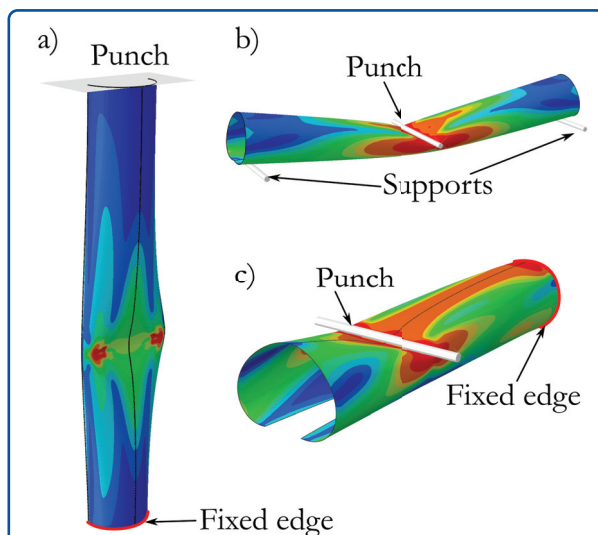 a)
Punch
b)
Punch
Supports
c)
Punch
Fixed edge
Fixed edge